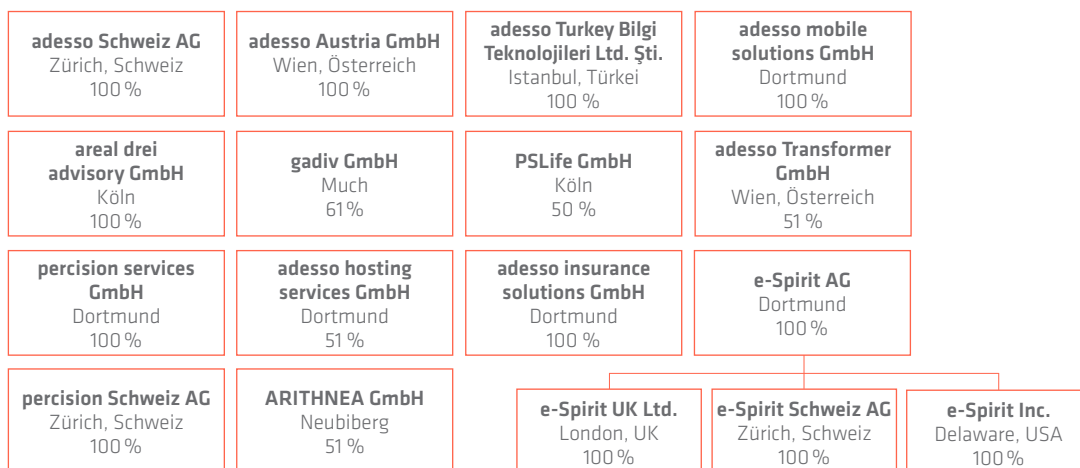 adesso Schweiz AG
Zürich, Schweiz
100 %
adesso Austria GmbH
Wien, Österreich
100 %
adesso Turkey Bilgi
Teknolojileri Ltd. Şti.
Istanbul, Türkei
100 %
adesso mobile
solutions GmbH
Dortmund
100 %
areal drei
advisory GmbH
Köln
100 %
gadiv GmbH
Much
61 %
PSLife GmbH
Köln
50 %
adesso Transformer
GmbH
Wien, Österreich
51 %
percision services
GmbH
Dortmund
100 %
adesso hosting
services GmbH
Dortmund
51 %
adesso insurance
solutions GmbH
Dortmund
100 %
e-Spirit AG
Dortmund
100 %
percision Schweiz AG
Zürich, Schweiz
100 %
ARITHNEA GmbH
Neubiberg
51 %
e-Spirit UK Ltd.
London, UK
100 %
e-Spirit Schweiz AG
Zürich, Schweiz
100 %
e-Spirit Inc.
Delaware, USA
100 %